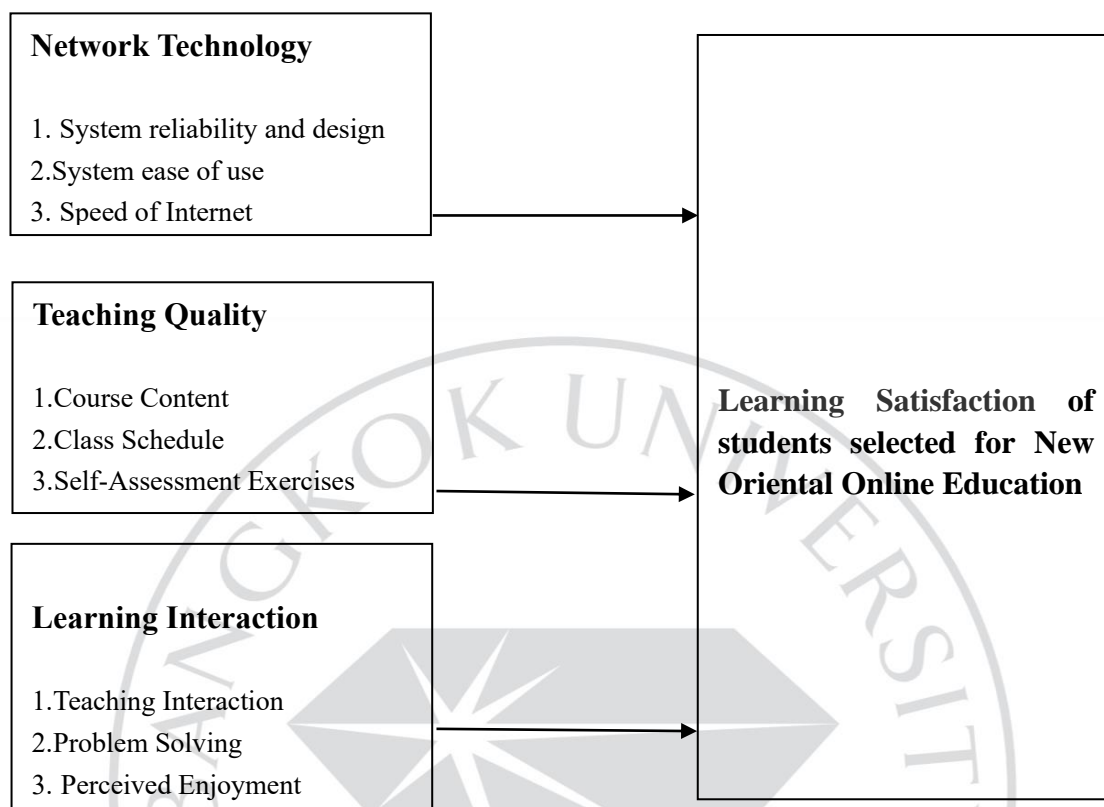 Network Technology
1. System reliability and design
2.System ease of use
3. Speed of Internet
Teaching Quality
1.Course Content
2.Class Schedule
3.Self-Assessment Exercises
Learning Interaction
1.Teaching Interaction
2.Problem Solving
3. Perceived Enjoyment
Learning Satisfaction of
students selected for New
Oriental Online Education
BANGKOK UNIVERSIT